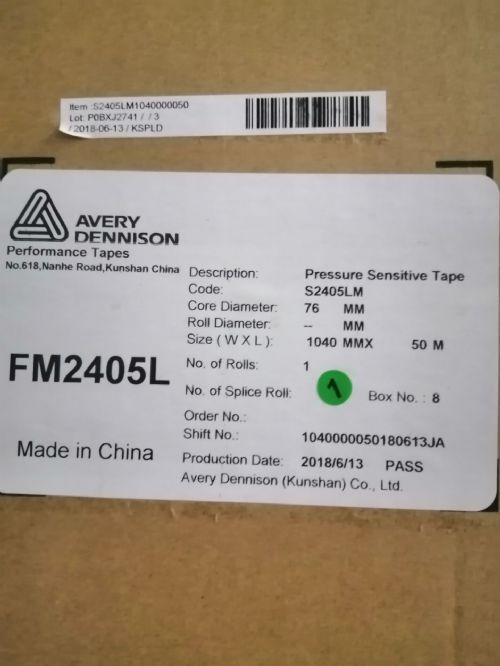 Item :S2405LM1040000050
Lot: P0BXJ2741 / / 3
/ 2018-06-13 / KSPLD
AVERY
DENNISON
Performance Tapes
No.618,Nanhe Road,Kunshan China
Description: Pressure Sensitive Tape
Code: S2405LM
Core Diameter: 76 MM
Roll Diameter: -- MM
Size ( W X L ): 1040 MMX 50 M
FM2405L
No. of Rolls: 1
No. of Splice Roll: 1 Box No. : 8
Order No.:
Shift No.: 1040000050180613JA
Made in China
Production Date: 2018/6/13 PASS
Avery Dennison (Kunshan) Co., Ltd.